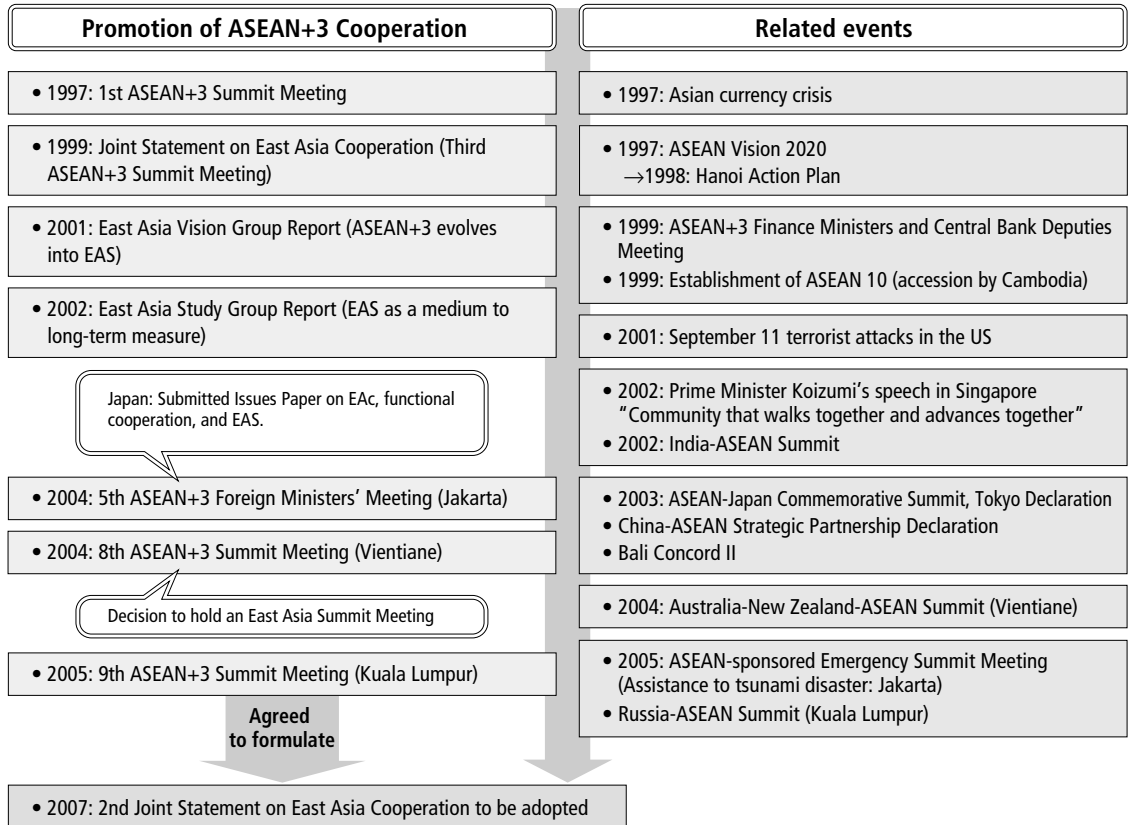 Promotion of ASEAN+3 Cooperation
• 1997: 1st ASEAN+3 Summit Meeting
• 1999: Joint Statement on East Asia Cooperation (Third
ASEAN+3 Summit Meeting)
• 2001: East Asia Vision Group Report (ASEAN+3 evolves
into EAS)
• 2002: East Asia Study Group Report (EAS as a medium to
long-term measure)
Japan: Submitted Issues Paper on EAc, functional
cooperation, and EAS.
• 2004: 5th ASEAN+3 Foreign Ministers’ Meeting (Jakarta)
• 2004: 8th ASEAN+3 Summit Meeting (Vientiane)
Decision to hold an East Asia Summit Meeting
• 2005: 9th ASEAN+3 Summit Meeting (Kuala Lumpur)
Agreed
to formulate
• 2007: 2nd Joint Statement on East Asia Cooperation to be adopted
Related events
• 1997: Asian currency crisis
• 1997: ASEAN Vision 2020
→1998: Hanoi Action Plan
• 1999: ASEAN+3 Finance Ministers and Central Bank Deputies
Meeting
• 1999: Establishment of ASEAN 10 (accession by Cambodia)
• 2001: September 11 terrorist attacks in the US
• 2002: Prime Minister Koizumi’s speech in Singapore
“Community that walks together and advances together”
• 2002: India-ASEAN Summit
• 2003: ASEAN-Japan Commemorative Summit, Tokyo Declaration
• China-ASEAN Strategic Partnership Declaration
• Bali Concord II
• 2004: Australia-New Zealand-ASEAN Summit (Vientiane)
• 2005: ASEAN-sponsored Emergency Summit Meeting
(Assistance to tsunami disaster: Jakarta)
• Russia-ASEAN Summit (Kuala Lumpur)